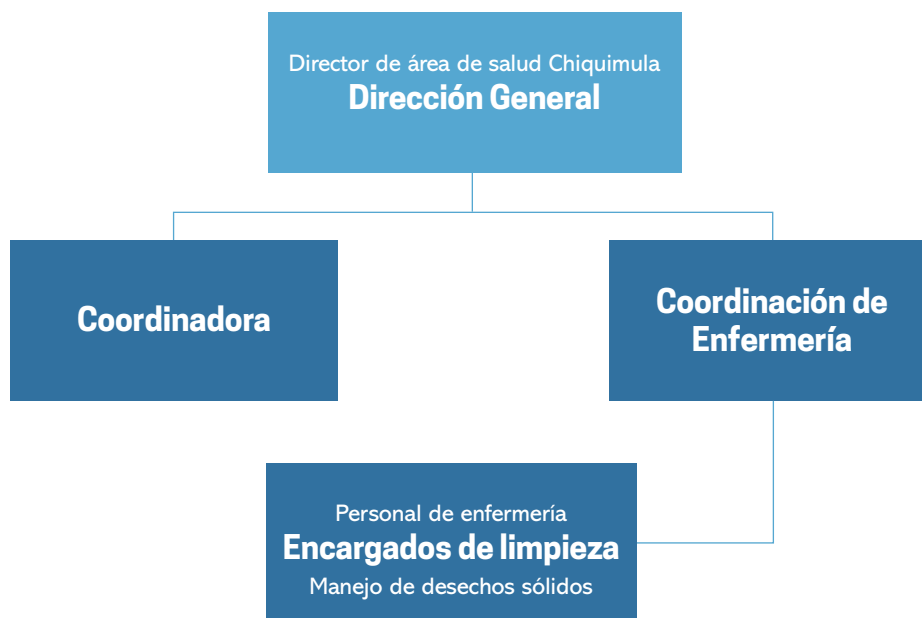 Director de área de salud Chiquimula
Dirección General
Coordinadora
Coordinación de
Enfermería
Personal de enfermería
Encargados de limpieza
Manejo de desechos sólidos